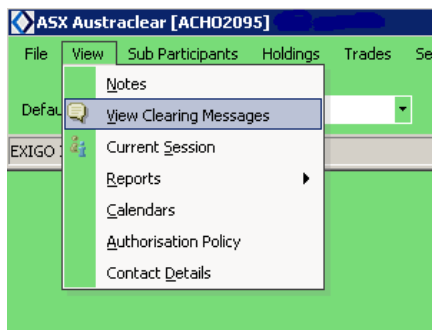 ASX Austraclear [ACHO2095]
File View Sub Participants Holdings Trades Se
Notes
Defau
View Clearing Messages
EXIGO
Current Session
Reports
Calendars
Authorisation Policy
Contact Details